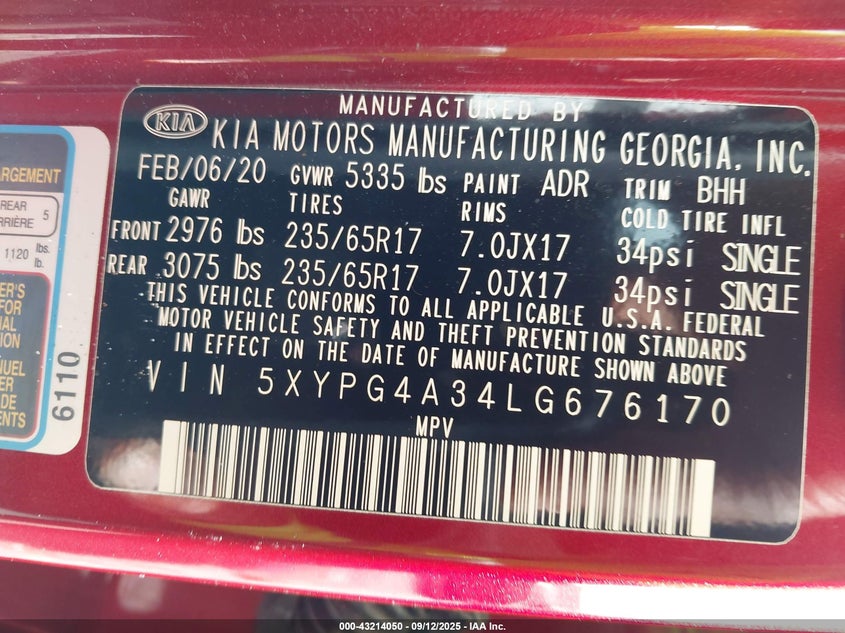 MANUFACTURED BY
KIA KIA MOTORS MANUFACTURING GEORGIA, INC.
FEB/06/20 GVWR 5335 lbs PAINT ADR TRIM BHH
GAWR TIRES RIMS COLD TIRE INFL
FRONT 2976 lbs 235/65R17 7.0JX17 34psi SINGLE
REAR 3075 lbs 235/65R17 7.0JX17 34psi SINGLE
THIS VEHICLE CONFORMS TO ALL APPLICABLE U.S.A. FEDERAL
MOTOR VEHICLE SAFETY AND THEFT PREVENTION STANDARDS
IN EFFECT ON THE DATE OF MANUFACTURE SHOWN ABOVE
VIN 5XYPG4A34LG676170
MPV
REAR 5
1120 lbs.
lb.
FOR
6110
000-43214050 - 09/12/2025 - IAA Inc.